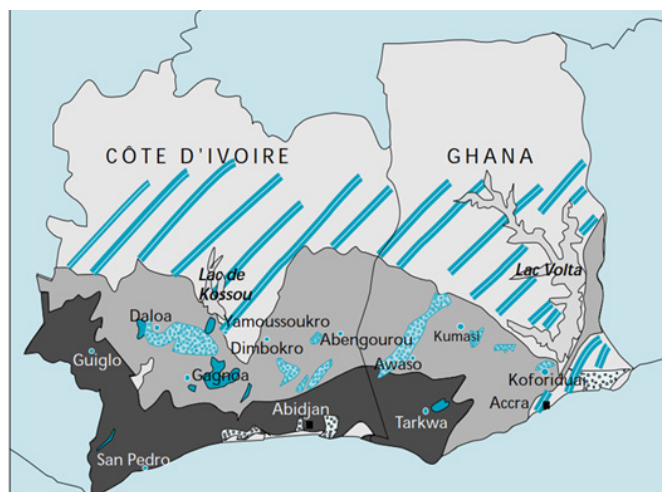 CÔTE D'IVOIRE
GHANA
Lac de
Kossou
Lac Volta
Daloa
Yamoussoukro
Dimbokro
Abengourou
Kumasi
Guiglo
Gagnoa
Awaso
Koforidua
Accra
Abidjan
Tarkwa
San Pedro